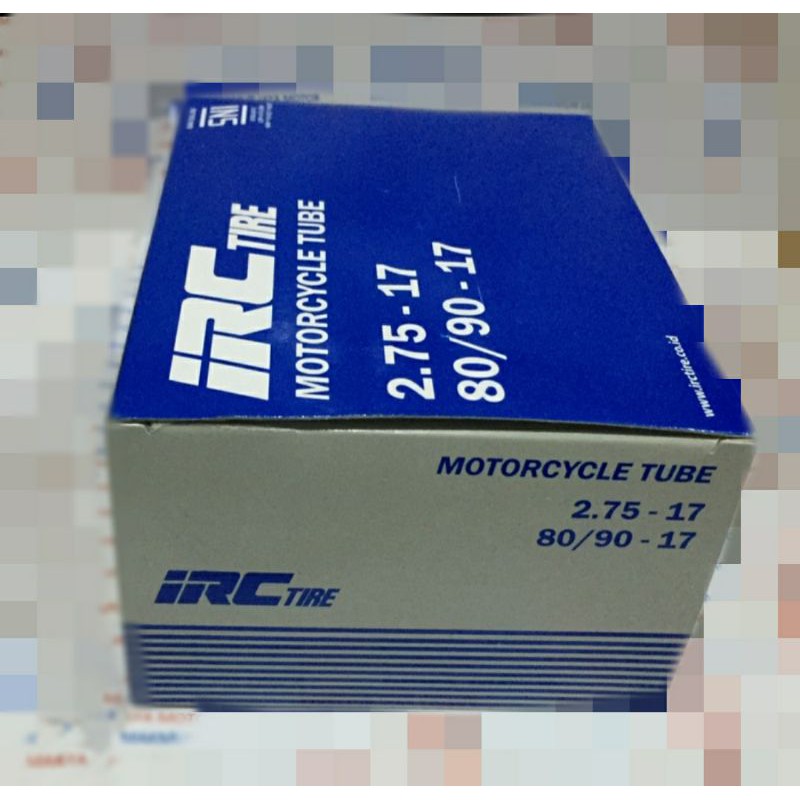 SNI
iRC TIRE
MOTORCYCLE TUBE
2.75 - 17
80/90 - 17
www.irctire.co.id
MOTORCYCLE TUBE
2.75 - 17
80/90 - 17
iRC TIRE